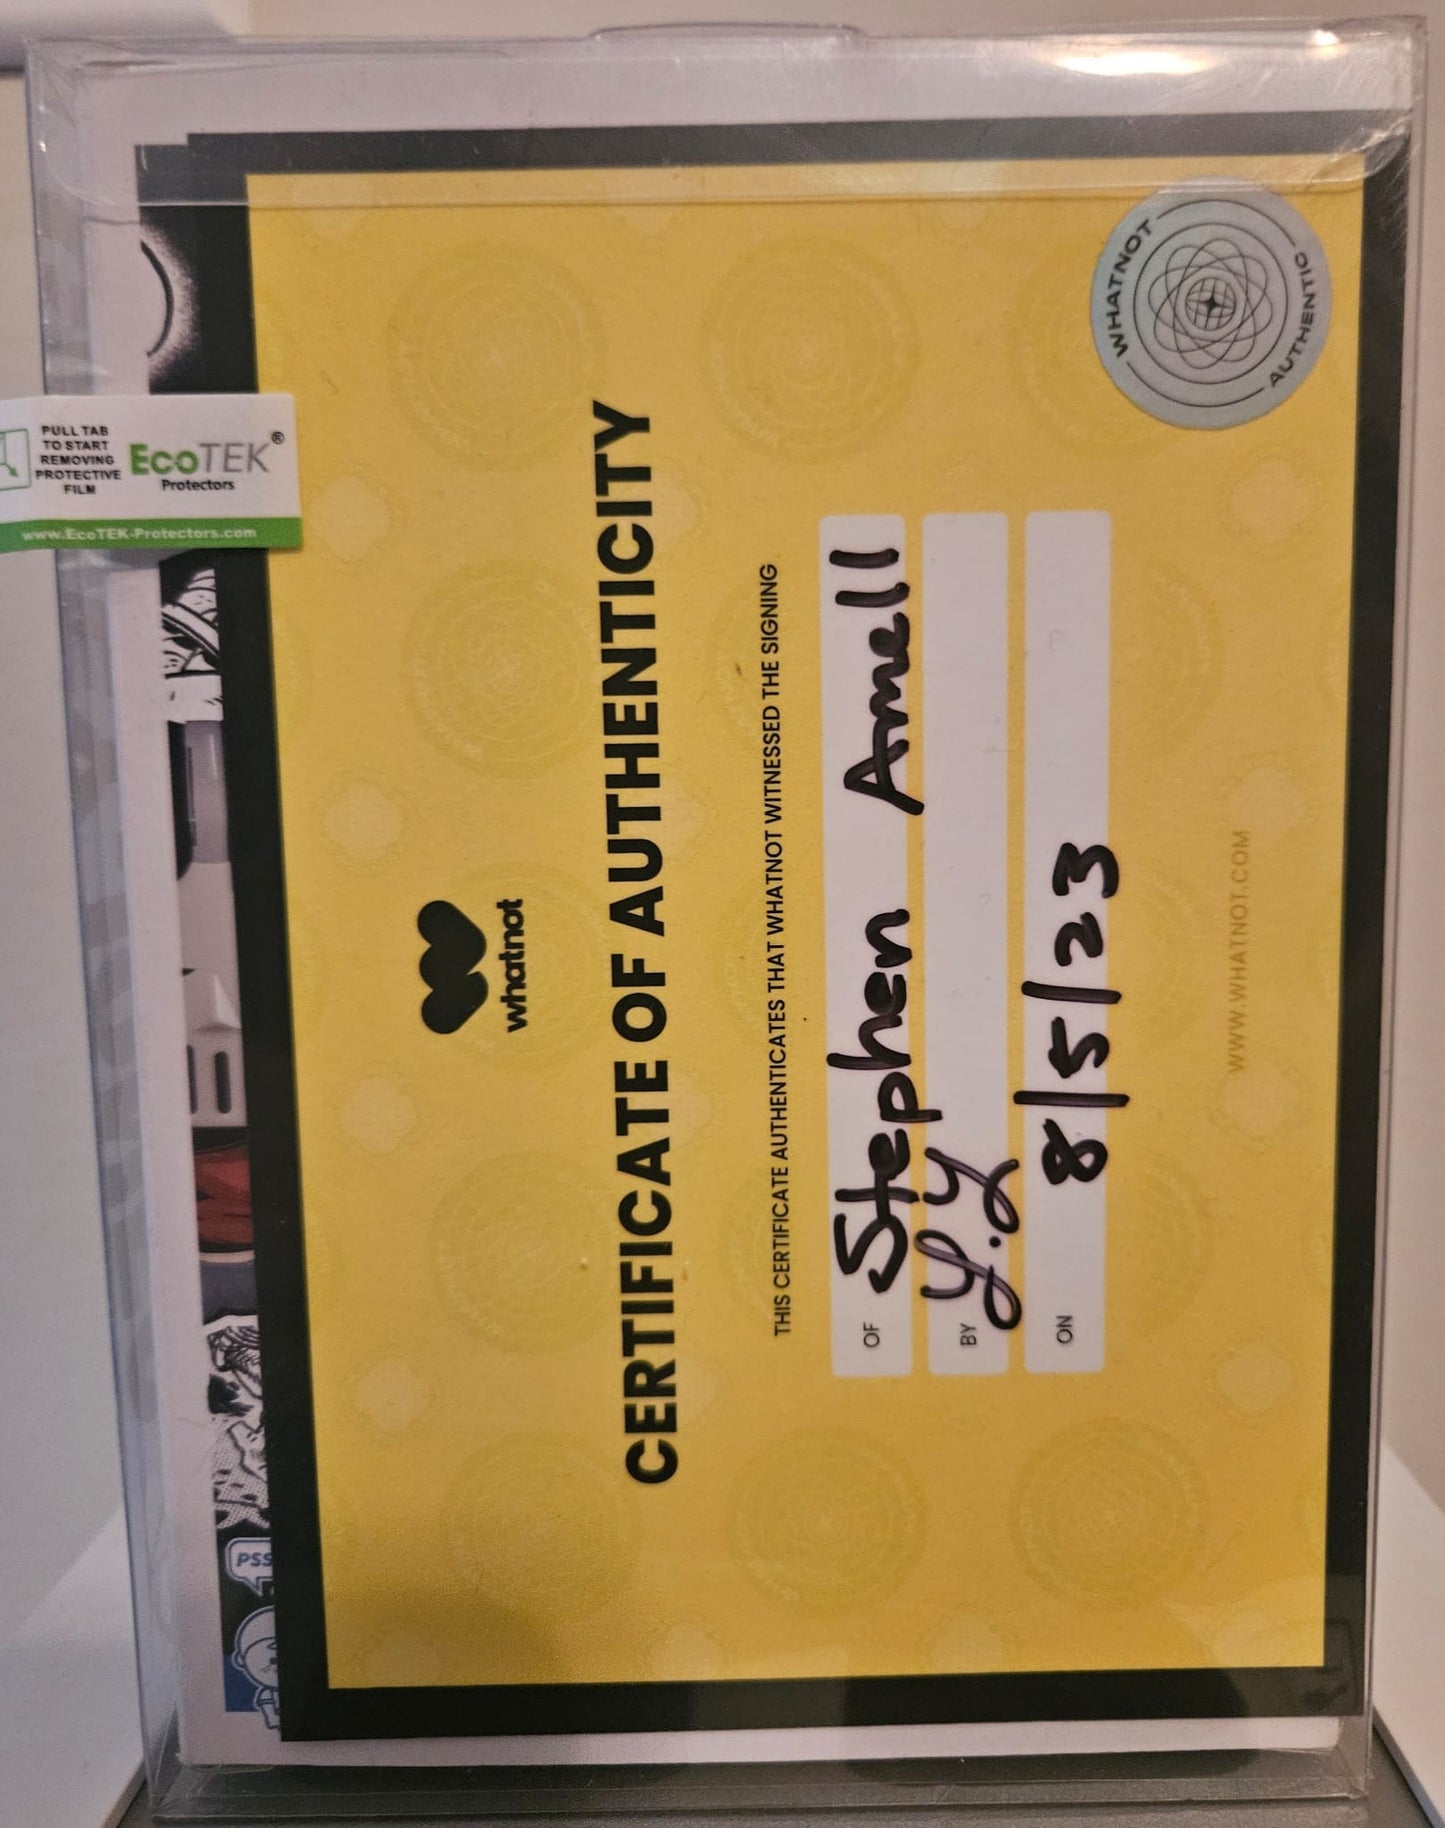 PULL TAB
TO START
REMOVING
PROTECTIVE
FILM
EcoTEK®
Protectors
www.EcoTEK-Protectors.com
WHATNOT
AUTHENTIC
whatnot
CERTIFICATE OF AUTHENTICITY
THIS CERTIFICATE AUTHENTICATES THAT WHATNOT WITNESSED THE SIGNING
OF Stephen Amell
BY Y.Y
ON 8/5/23
WWW.WHATNOT.COM
PSS